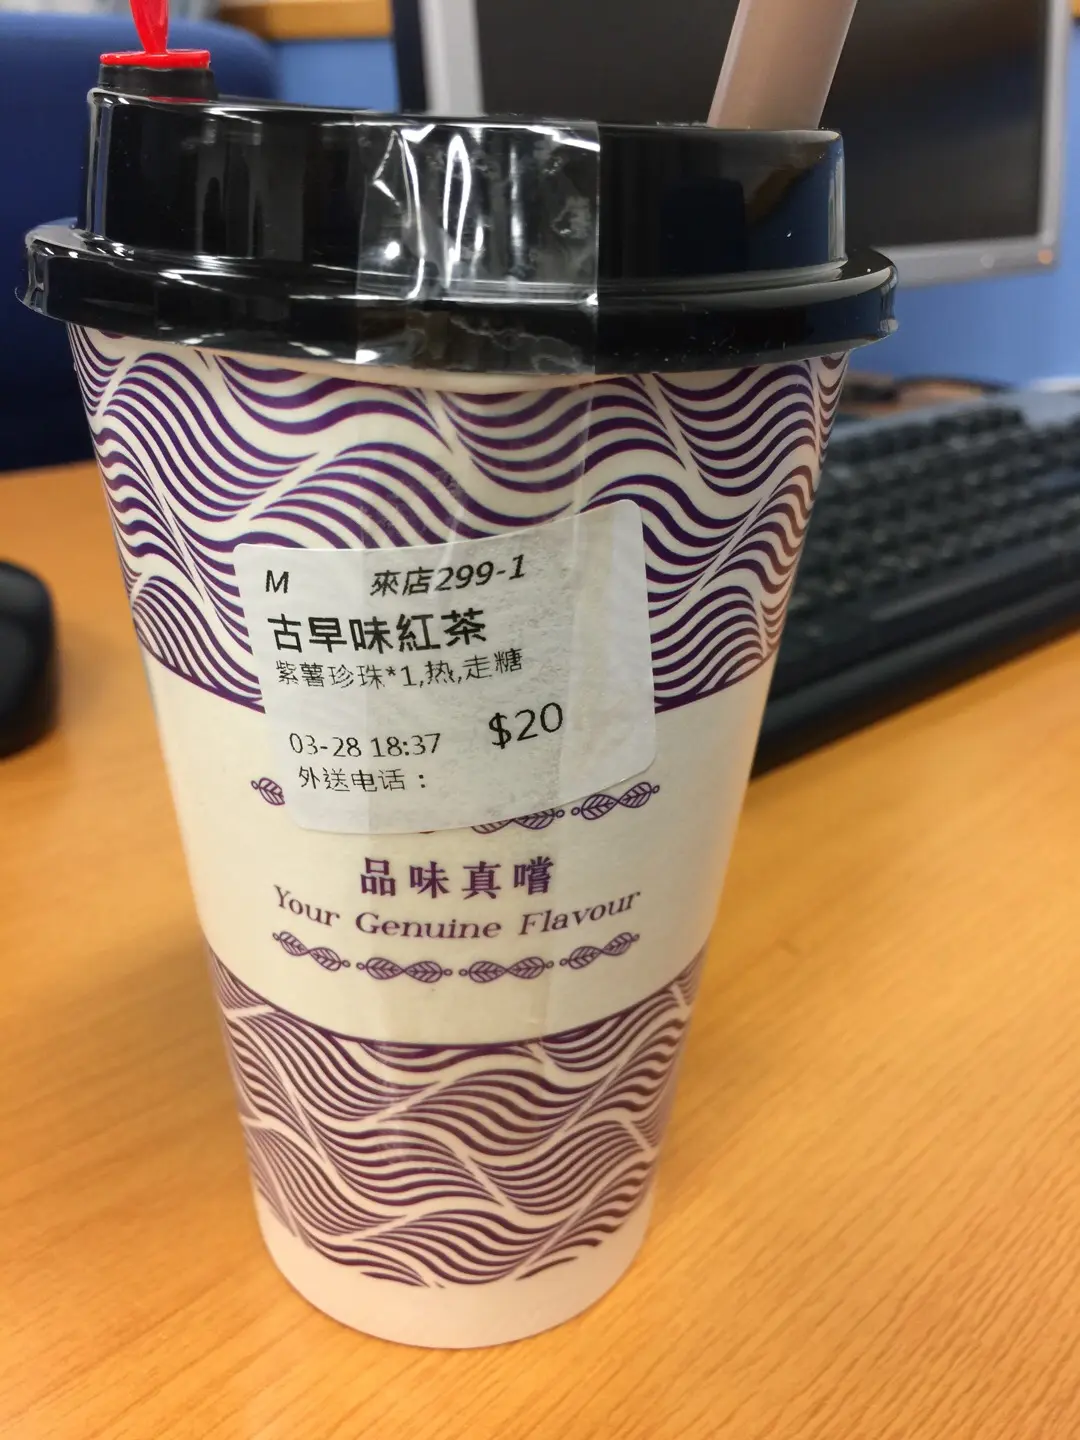 M 來店299-1
古早味紅茶
紫薯珍珠*1,热,走糖
$20
03-28 18:37
外送电话：
品味真嚐
Your Genuine Flavour